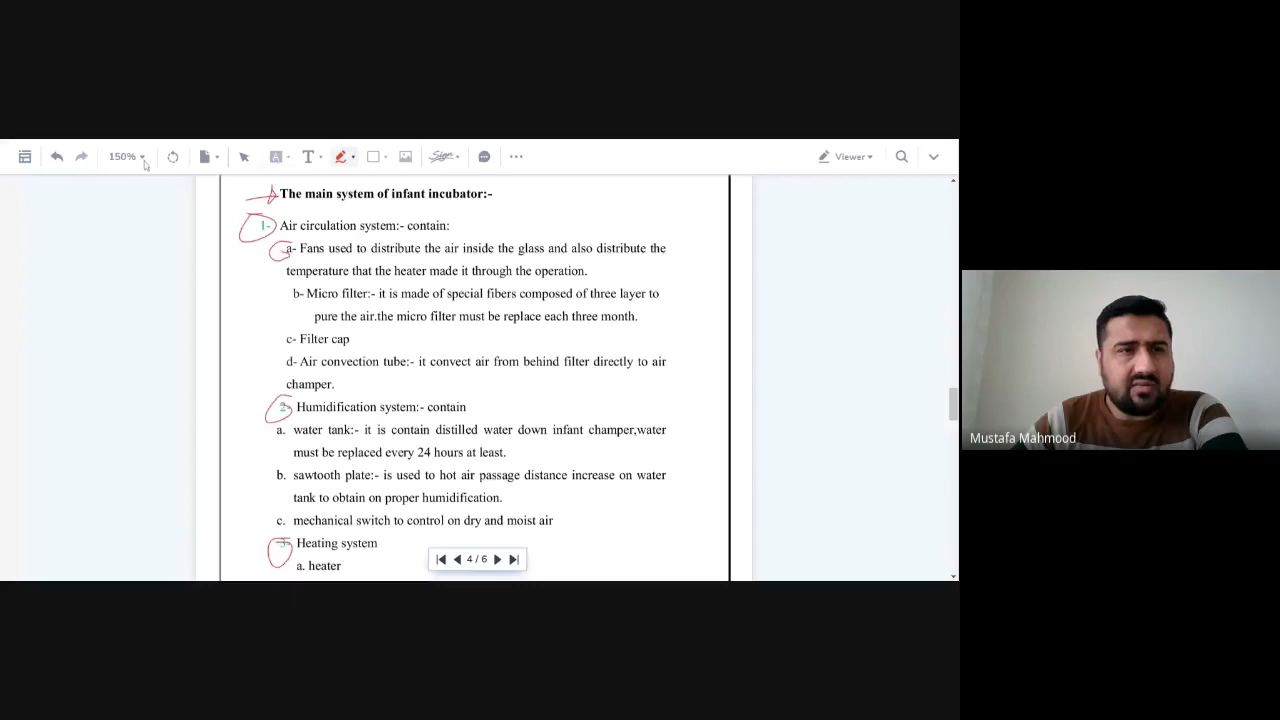 150%
A
T
Sign
Viewer
The main system of infant incubator:-
1- Air circulation system:- contain:
a- Fans used to distribute the air inside the glass and also distribute the
temperature that the heater made it through the operation.
b- Micro filter:- it is made of special fibers composed of three layer to
pure the air.the micro filter must be replace each three month.
c- Filter cap
d- Air convection tube:- it convect air from behind filter directly to air
champer.
2- Humidification system:- contain
a. water tank:- it is contain distilled water down infant champer,water
must be replaced every 24 hours at least.
b. sawtooth plate:- is used to hot air passage distance increase on water
tank to obtain on proper humidification.
c. mechanical switch to control on dry and moist air
3- Heating system
a. heater
4 / 6
Mustafa Mahmood